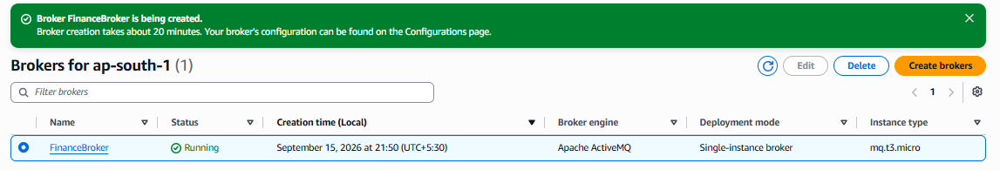 Broker FinanceBroker is being created.
Broker creation takes about 20 minutes. Your broker's configuration can be found on the Configurations page.
Brokers for ap-south-1 (1)
Edit
Delete
Create brokers
Filter brokers
1
Name Status Creation time (Local) Broker engine Deployment mode Instance type
FinanceBroker Running September 15, 2026 at 21:50 (UTC+5:30) Apache ActiveMQ Single-instance broker mq.t3.micro